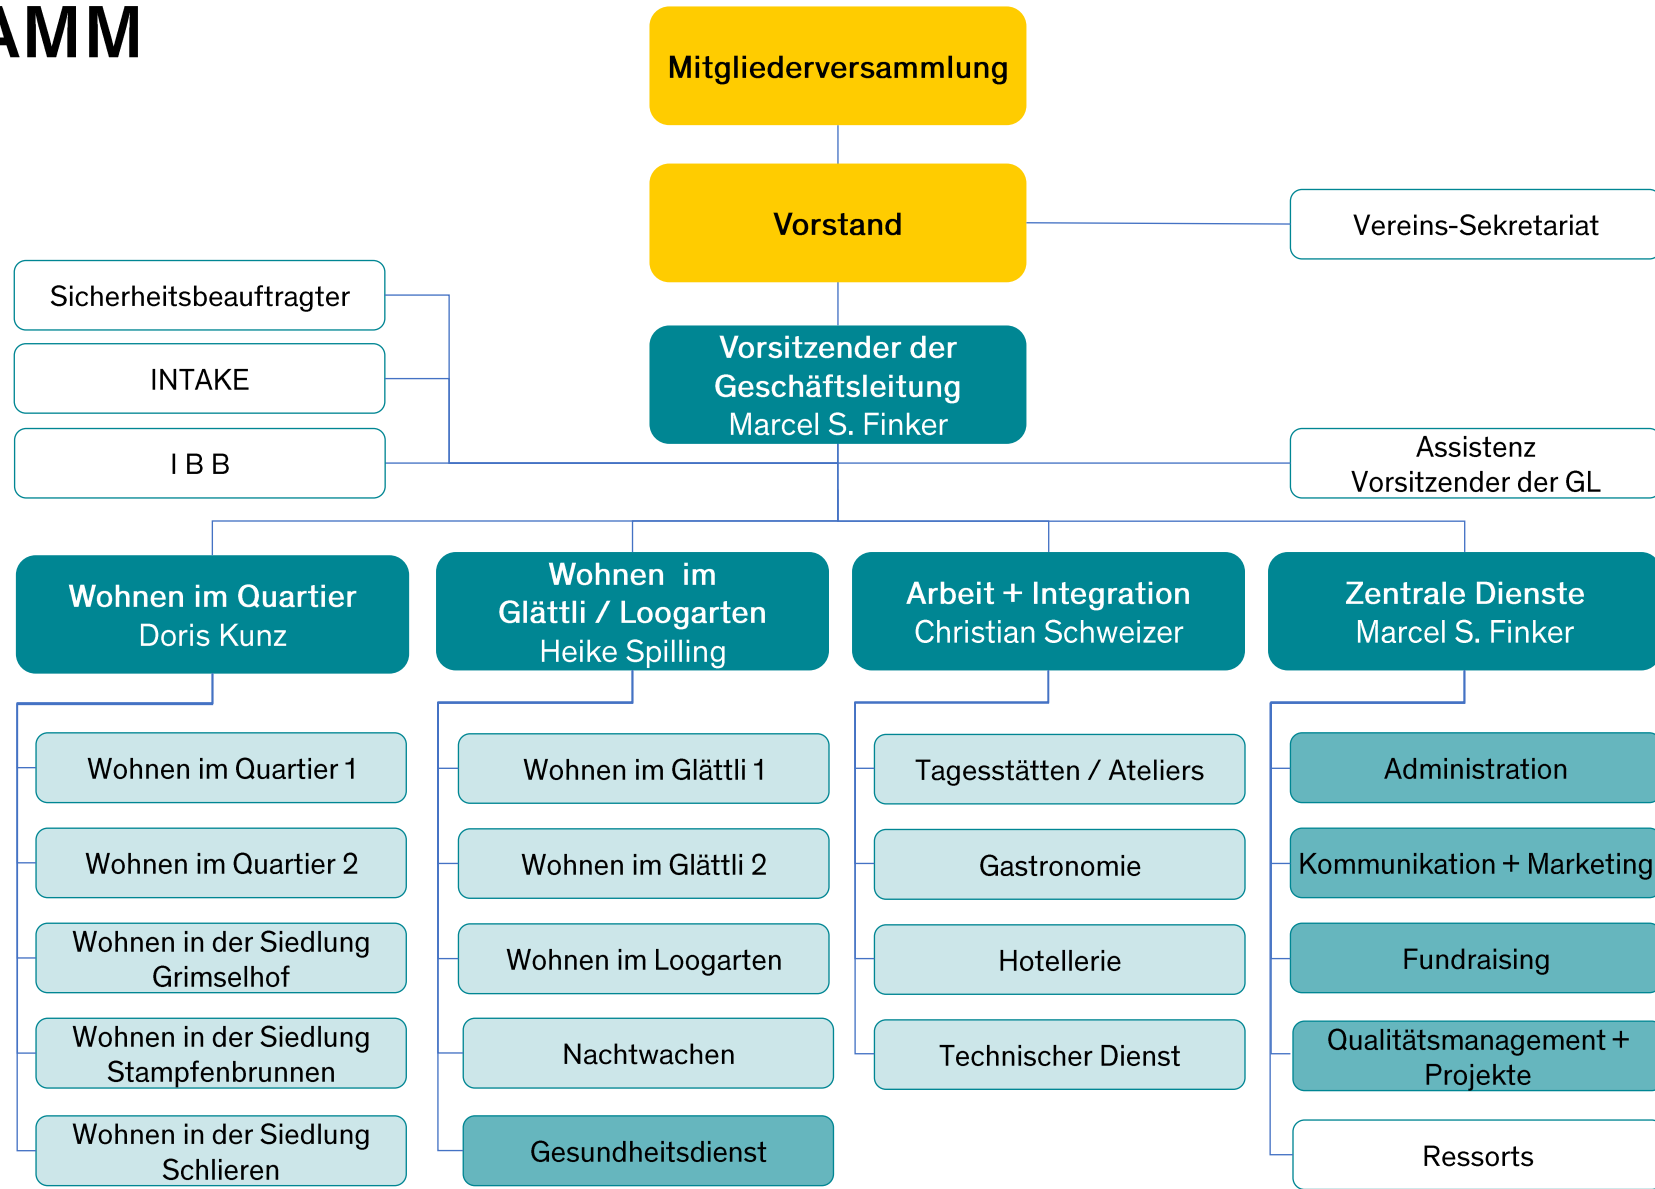 AMM
Mitgliederversammlung
Vorstand
Vereins-Sekretariat
Sicherheitsbeauftragter
INTAKE
I B B
Vorsitzender der
Geschäftsleitung
Marcel S. Finker
Assistenz
Vorsitzender der GL
Wohnen im Quartier
Doris Kunz
Wohnen im
Glättli / Loogarten
Heike Spilling
Arbeit + Integration
Christian Schweizer
Zentrale Dienste
Marcel S. Finker
Wohnen im Quartier 1
Wohnen im Quartier 2
Wohnen in der Siedlung
Grimselhof
Wohnen in der Siedlung
Stampfenbrunnen
Wohnen in der Siedlung
Schlieren
Wohnen im Glättli 1
Wohnen im Glättli 2
Wohnen im Loogarten
Nachtwachen
Gesundheitsdienst
Tagesstätten / Ateliers
Gastronomie
Hotellerie
Technischer Dienst
Administration
Kommunikation + Marketing
Fundraising
Qualitätsmanagement +
Projekte
Ressorts